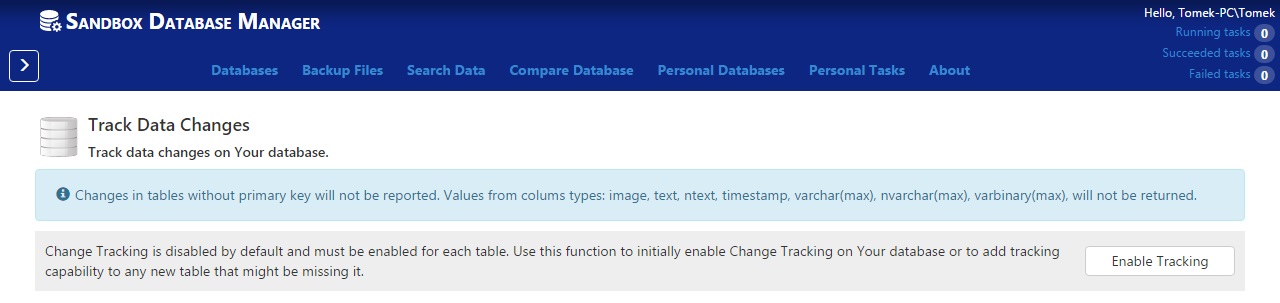 SANDBOX DATABASE MANAGER
Hello, Tomek-PC\Tomek
Running tasks 0
Succeeded tasks 0
Failed tasks 0
Databases Backup Files Search Data Compare Database Personal Databases Personal Tasks About
Track Data Changes
Track data changes on Your database.
Changes in tables without primary key will not be reported. Values from colums types: image, text, ntext, timestamp, varchar(max), nvarchar(max), varbinary(max), will not be returned.
Change Tracking is disabled by default and must be enabled for each table. Use this function to initially enable Change Tracking on Your database or to add tracking
capability to any new table that might be missing it.
Enable Tracking